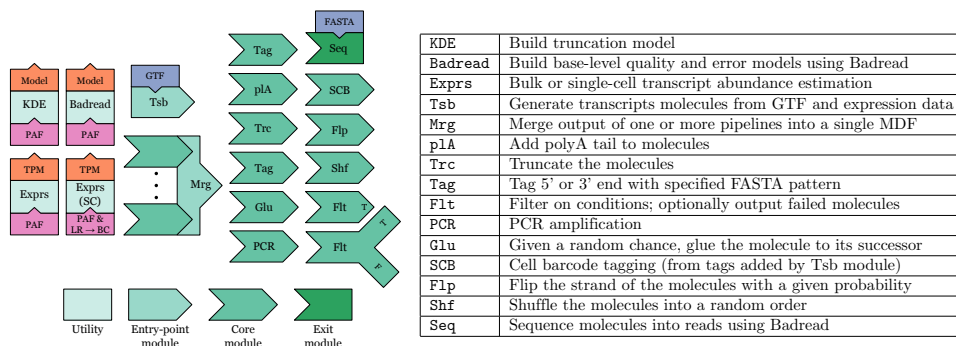 FASTA
Model
Model
GTF
Tag
Seq
KDE
Badread
Tsb
plA
SCB
PAF
PAF
Trc
Flp
TPM
TPM
Mrg
Tag
Shf
Exprs
Exprs
(SC)
Glu
Flt
T
PAF
PAF &
LR → BC
PCR
Flt
T
F
Utility
Entry-point
module
Core
module
Exit
module
KDE Build truncation model
Badread Build base-level quality and error models using Badread
Exprs Bulk or single-cell transcript abundance estimation
Tsb Generate transcripts molecules from GTF and expression data
Mrg Merge output of one or more pipelines into a single MDF
plA Add polyA tail to molecules
Trc Truncate the molecules
Tag Tag 5' or 3' end with specified FASTA pattern
Flt Filter on conditions; optionally output failed molecules
PCR PCR amplification
Glu Given a random chance, glue the molecule to its successor
SCB Cell barcode tagging (from tags added by Tsb module)
Flp Flip the strand of the molecules with a given probability
Shf Shuffle the molecules into a random order
Seq Sequence molecules into reads using Badread